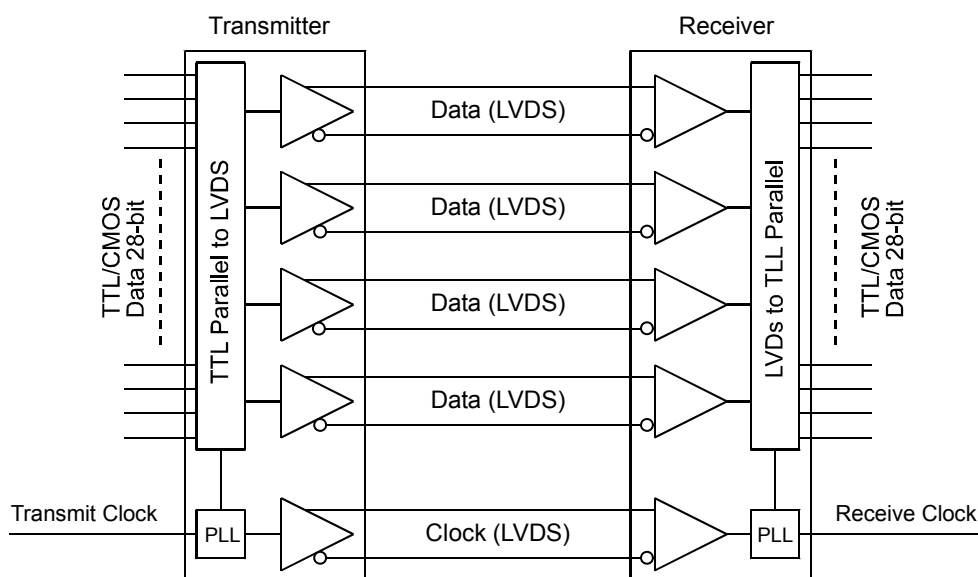 Transmitter
Receiver
TTL/CMOS
Data 28-bit
TTL Parallel to LVDS
Data (LVDS)
Data (LVDS)
Data (LVDS)
Data (LVDS)
LVDs to TLL Parallel
TTL/CMOS
Data 28-bit
Transmit Clock
PLL
Clock (LVDS)
PLL
Receive Clock